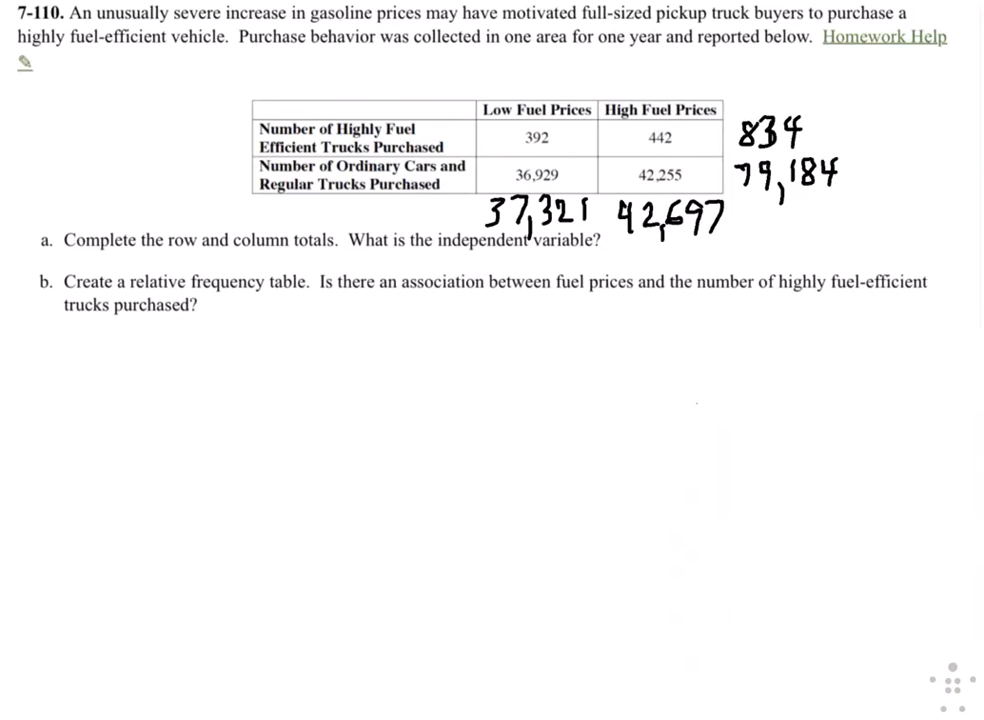 7-110. An unusually severe increase in gasoline prices may have motivated full-sized pickup truck buyers to purchase a
highly fuel-efficient vehicle. Purchase behavior was collected in one area for one year and reported below. Homework Help
Low Fuel Prices High Fuel Prices
Number of Highly Fuel
Efficient Trucks Purchased 392 442 834
Number of Ordinary Cars and
Regular Trucks Purchased 36,929 42,255 79,184
37,321 42,697
a. Complete the row and column totals. What is the independent variable?
b. Create a relative frequency table. Is there an association between fuel prices and the number of highly fuel-efficient
trucks purchased?